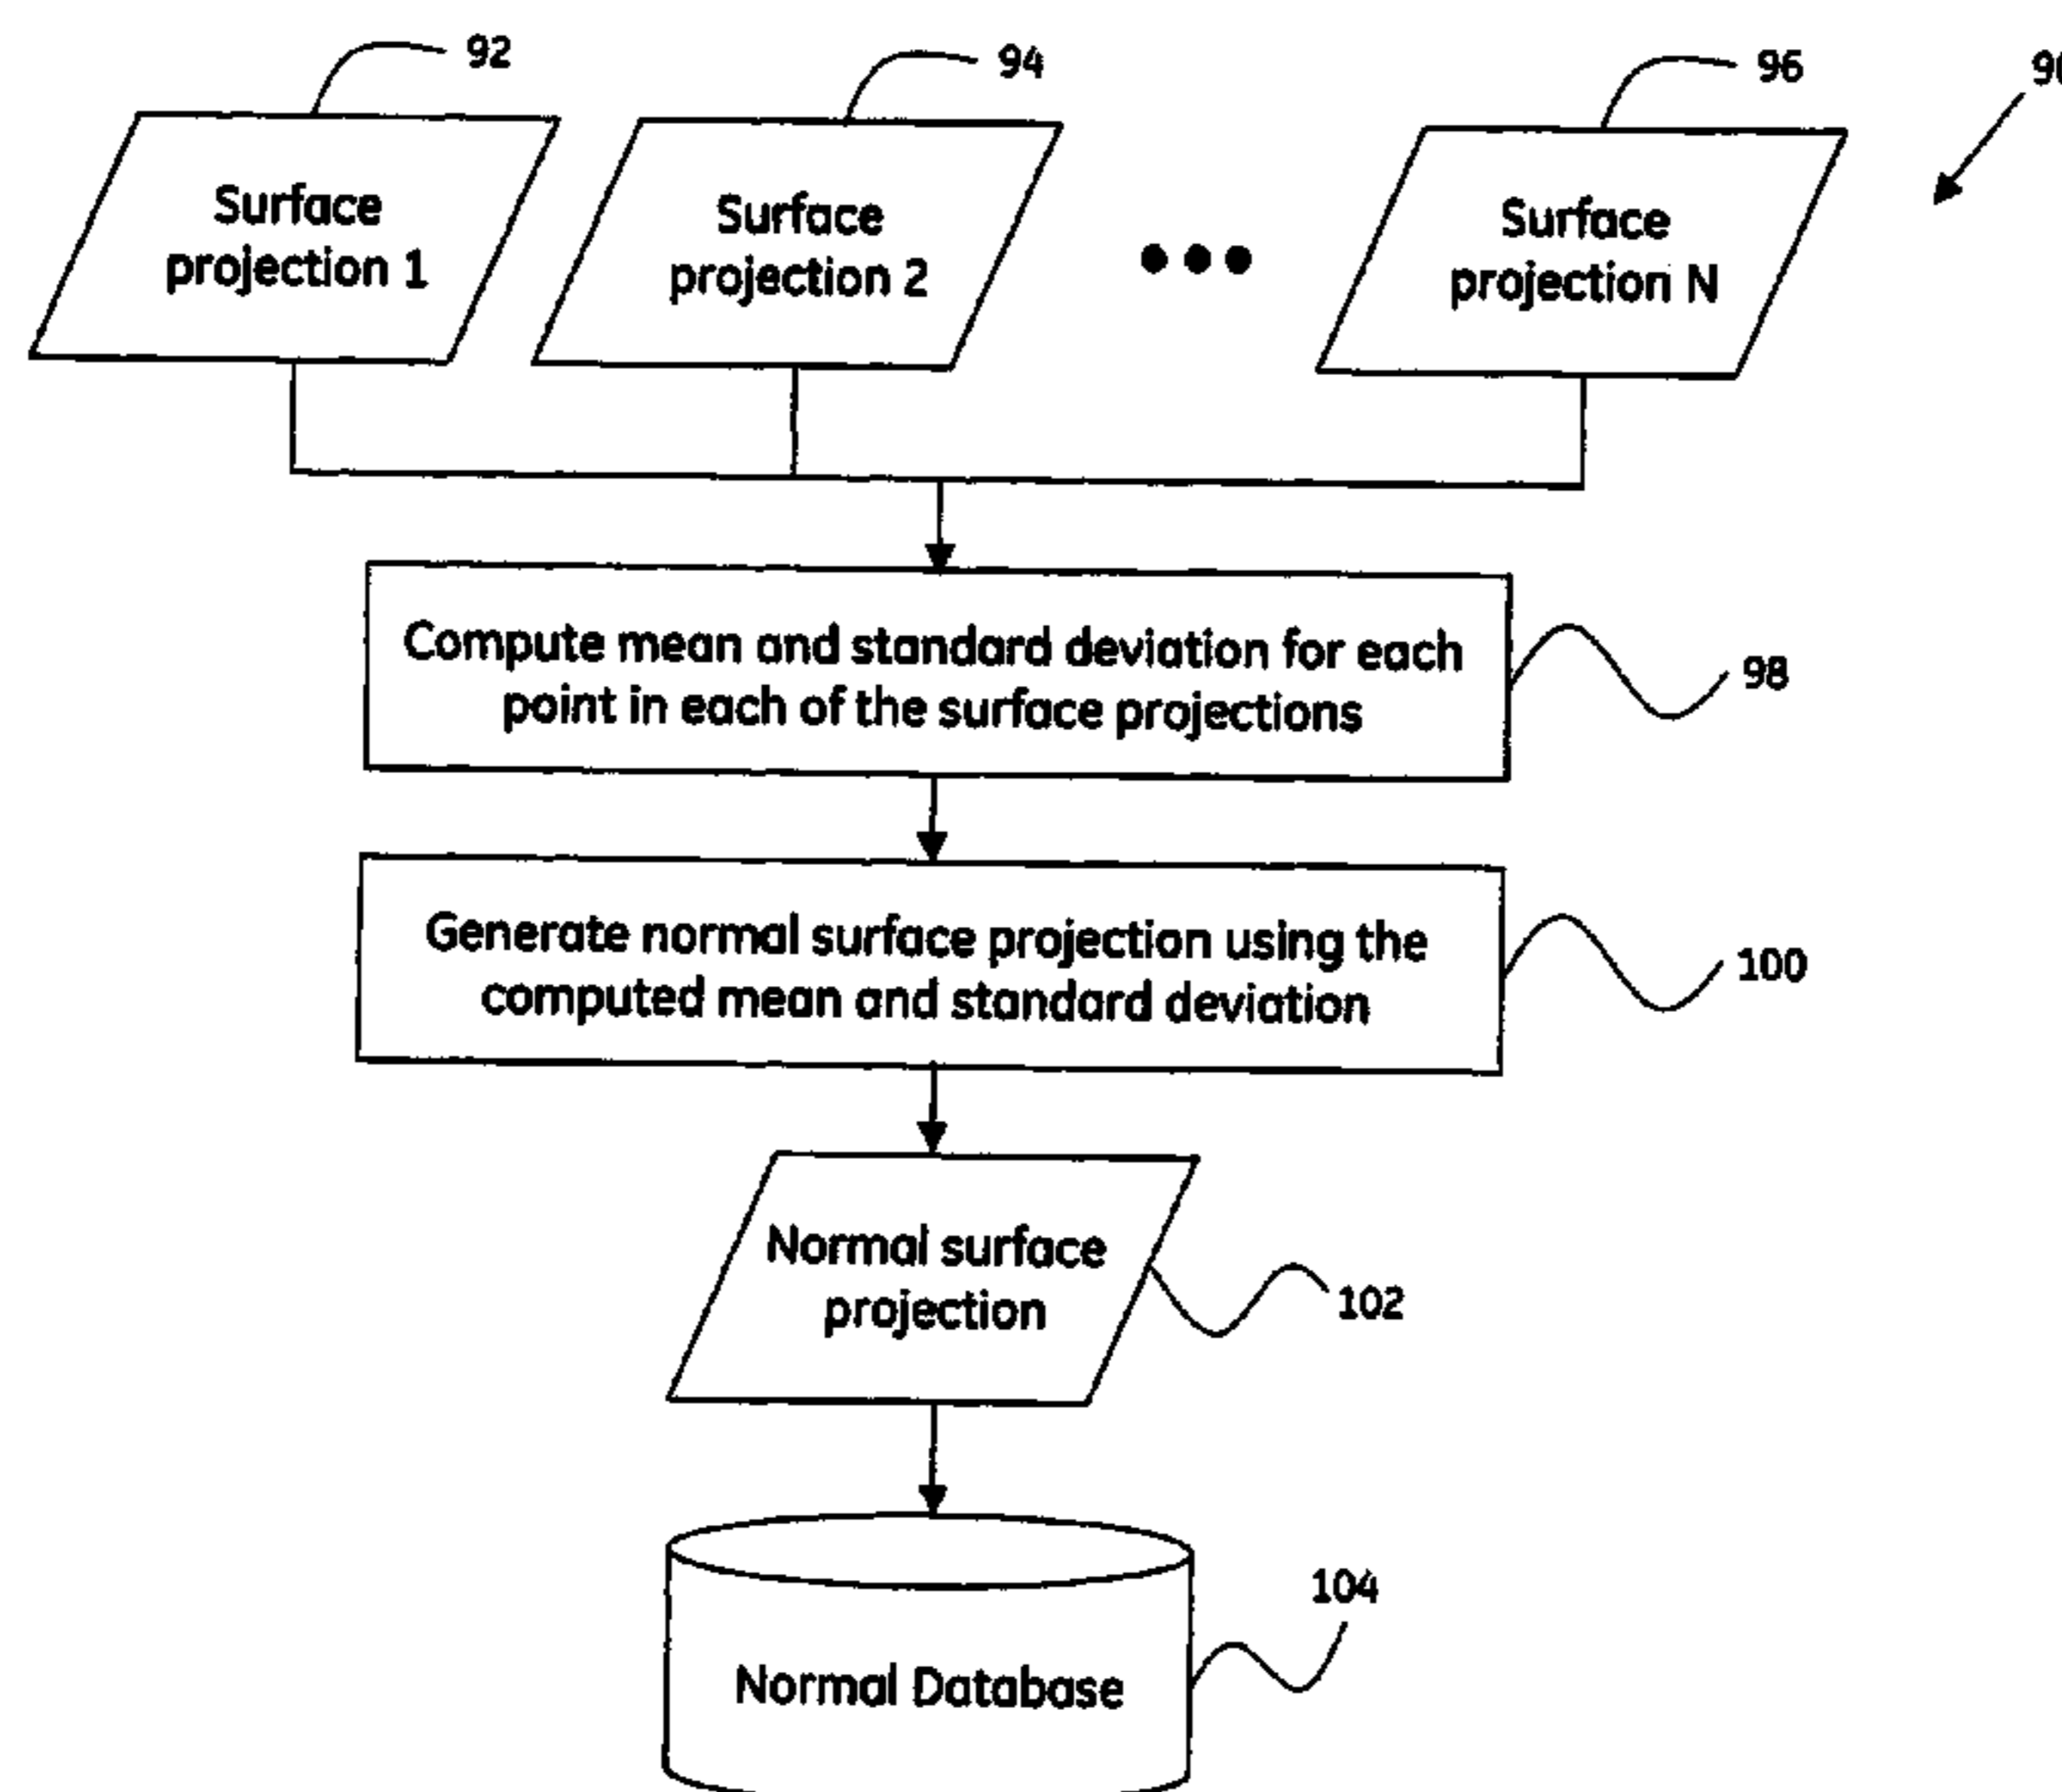 92
94
96
Surface
projection 1
Surface
projection 2
Surface
projection N
Compute mean and standard deviation for each
point in each of the surface projections
98
Generate normal surface projection using the
computed mean and standard deviation
100
Normal surface
projection
102
104
Normal Database